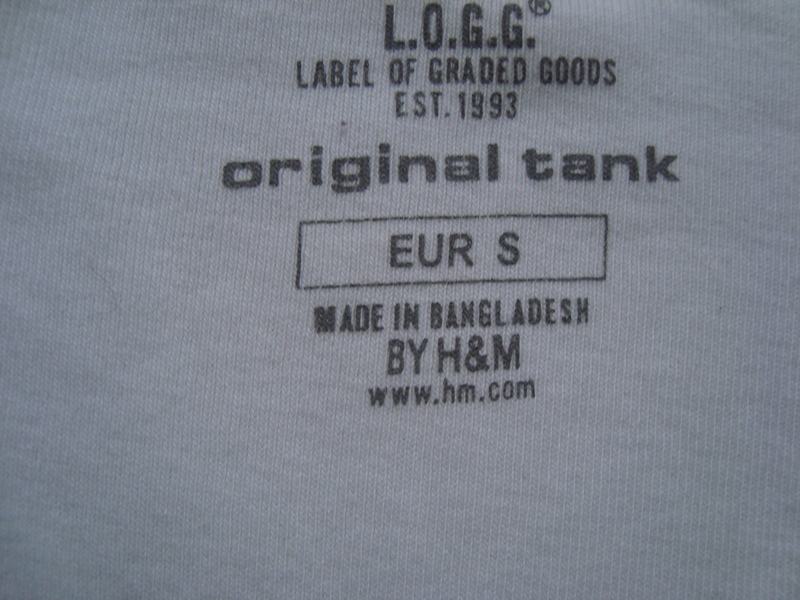 L.O.G.G.®
LABEL OF GRADED GOODS
EST. 1993
original tank
EUR S
MADE IN BANGLADESH
BY H&M
www.hm.com